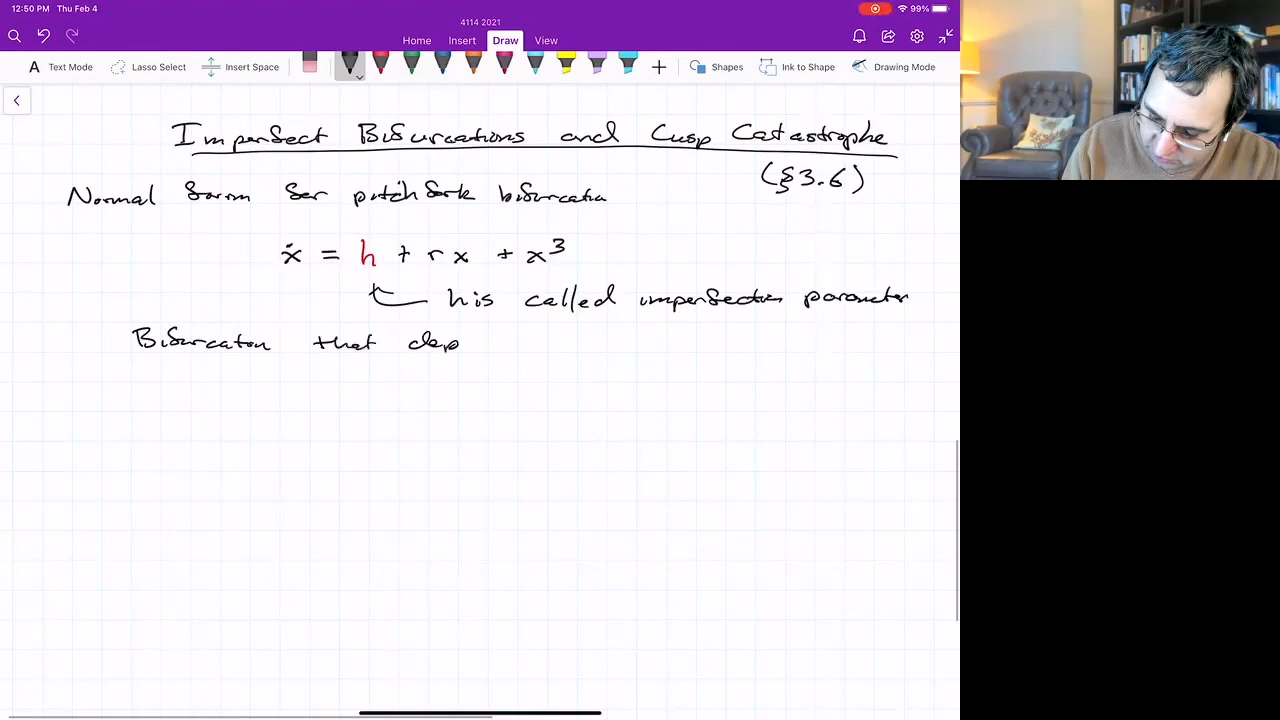 12:50 PM Thu Feb 4
99%
4114 2021
Home Insert Draw View
Text Mode Lasso Select Insert Space Shapes Ink to Shape Drawing Mode
Imperfect Bifurcations and Cusp Catastrophe
(§3.6)
Normal form for pitchfork bifurcation
ẋ = h + r x + x³
h is called imperfection parameter
Bifurcaton that dep